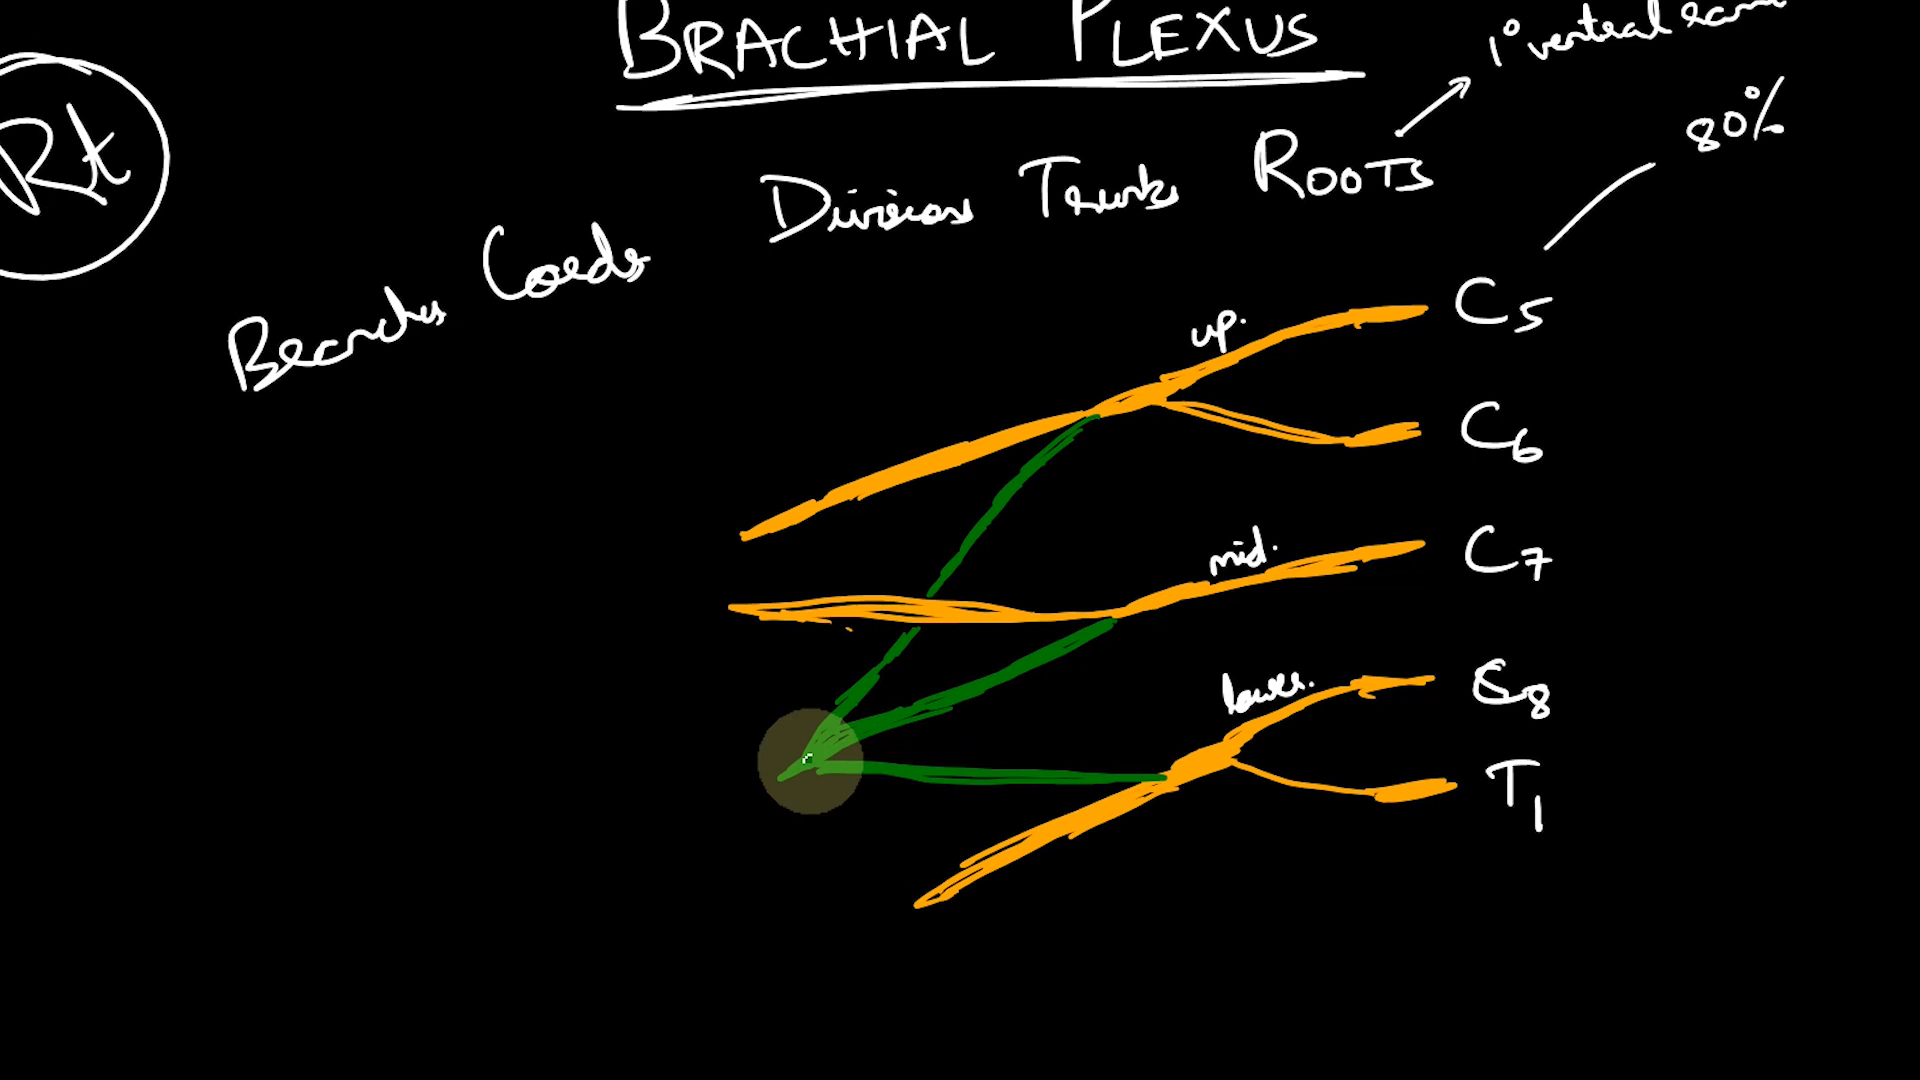 BRACHIAL PLEXUS
1° ventral rami
Rt
80%
Branches Cords Divisions Trunks ROOTS
up.
C5
C6
mid.
C7
lower.
C8
T1